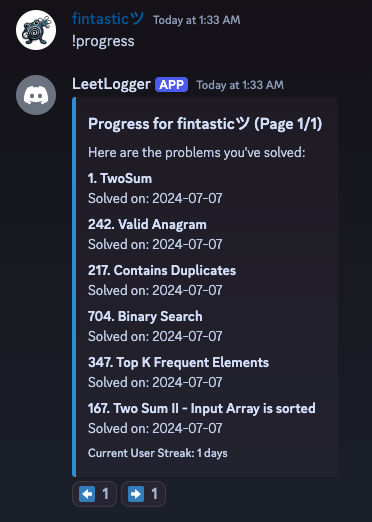 fintasticツ Today at 1:33 AM
!progress
LeetLogger APP Today at 1:33 AM
Progress for fintasticツ (Page 1/1)
Here are the problems you've solved:
1. TwoSum
Solved on: 2024-07-07
242. Valid Anagram
Solved on: 2024-07-07
217. Contains Duplicates
Solved on: 2024-07-07
704. Binary Search
Solved on: 2024-07-07
347. Top K Frequent Elements
Solved on: 2024-07-07
167. Two Sum II - Input Array is sorted
Solved on: 2024-07-07
Current User Streak: 1 days
1 1